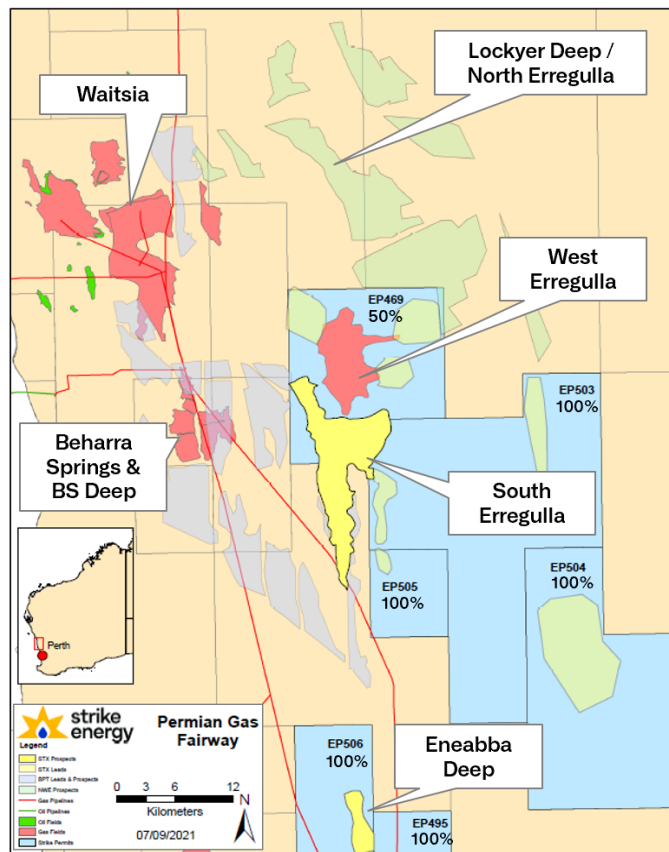 Lockyer Deep /
North Erregulla
Waitsia
West
Erregulla
EP469
50%
EP503
100%
Beharra
Springs &
BS Deep
South
Erregulla
EP504
100%
EP505
100%
Perth
strike
energy
Permian Gas
Fairway
Legend
STX Prospects
STX Leads
BPT Leads & Prospects
NWE Prospects
Gas Pipelines
Oil Pipelines
Oil Fields
Gas Fields
Strike Permits
0 3 6 12
Kilometers
N
07/09/2021
EP506
100%
Eneabba
Deep
EP495
100%